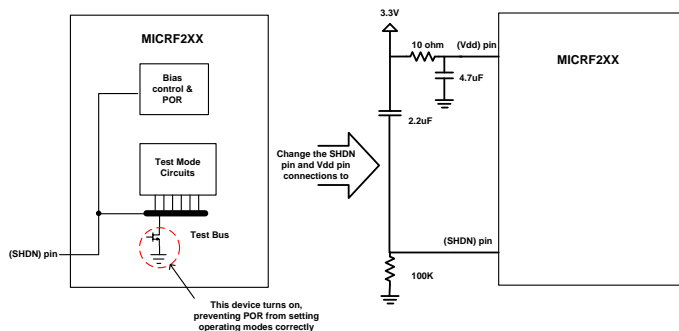 MICRF2XX
Bias
control &
POR
Test Mode
Circuits
Test Bus
(SHDN) pin
This device turns on,
preventing POR from setting
operating modes correctly
Change the SHDN
pin and Vdd pin
connections to
3.3V
10 ohm
(Vdd) pin
4.7uF
2.2uF
(SHDN) pin
100K
MICRF2XX